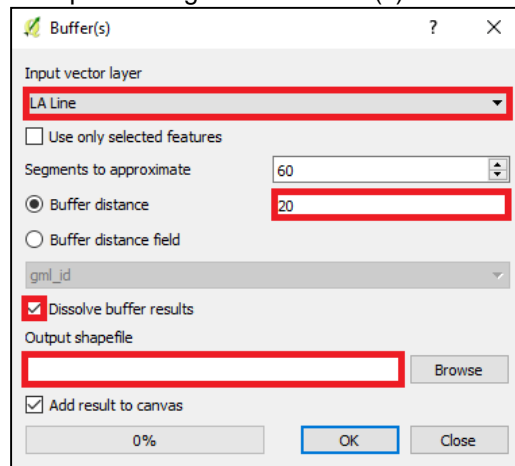 Buffer(s) ? ×
Input vector layer
LA Line
Use only selected features
Segments to approximate 60
Buffer distance 20
Buffer distance field
gml_id
Dissolve buffer results
Output shapefile
Browse
Add result to canvas
0% OK Close